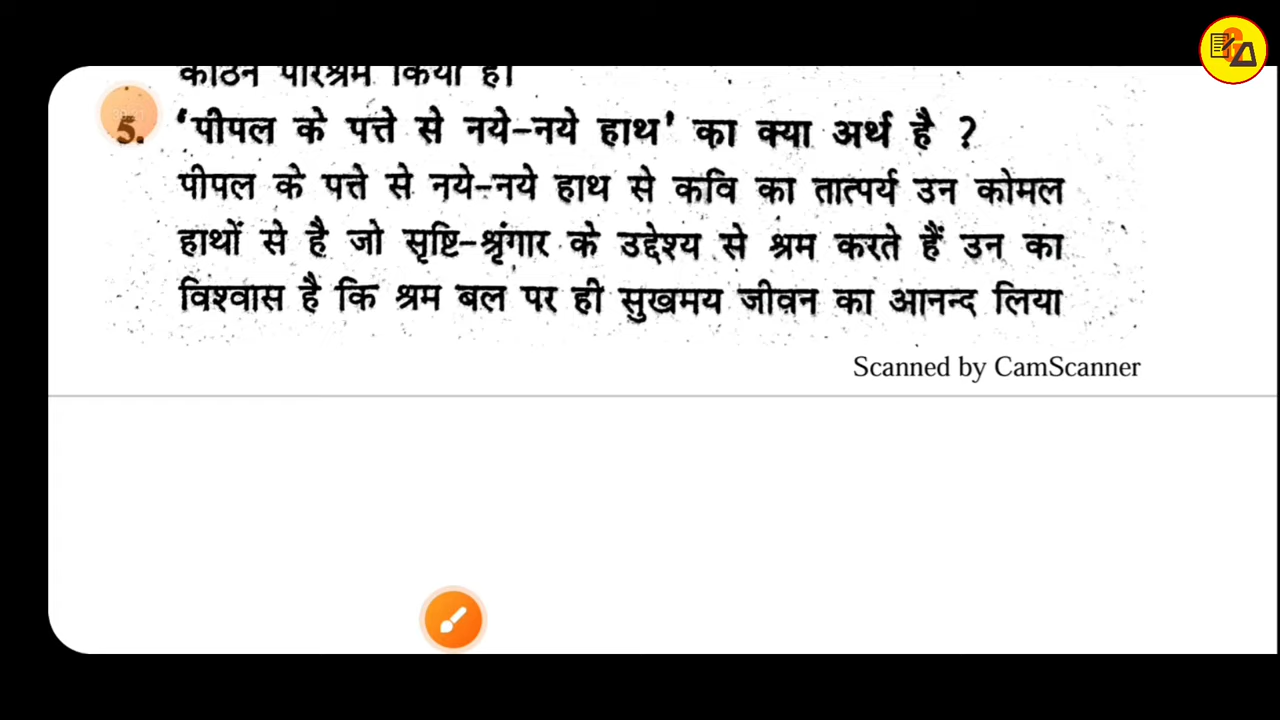 कठिन परिश्रम किया है।
5. 'पीपल के पत्ते से नये-नये हाथ' का क्या अर्थ है ?
पीपल के पत्ते से नये-नये हाथ से कवि का तात्पर्य उन कोमल
हाथों से है जो सृष्टि-श्रृंगार के उद्देश्य से श्रम करते हैं उन का
विश्वास है कि श्रम बल पर ही सुखमय जीवन का आनन्द लिया
Scanned by CamScanner